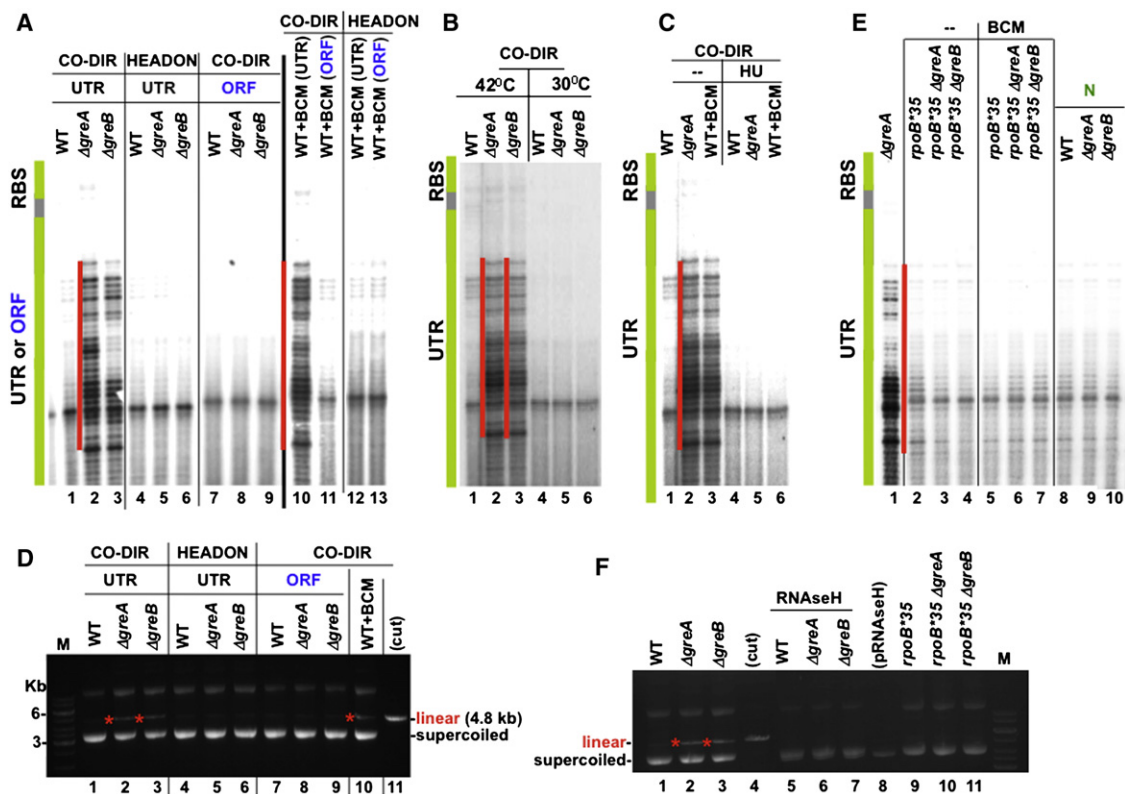 A
CO-DIR HEADON
CO-DIR HEADON CO-DIR
UTR UTR ORF
WT ΔgreA ΔgreB WT ΔgreA ΔgreB WT ΔgreA ΔgreB WT+BCM (UTR) WT+BCM (ORF) WT+BCM (UTR) WT+BCM (ORF)
RBS
UTR or ORF
1 2 3 4 5 6 7 8 9 10 11 12 13
B
CO-DIR
42⁰C 30⁰C
WT ΔgreA ΔgreB WT ΔgreA ΔgreB
RBS
UTR
1 2 3 4 5 6
C
CO-DIR
-- HU
WT ΔgreA WT+BCM WT ΔgreA WT+BCM
RBS
UTR
1 2 3 4 5 6
E
-- BCM
N
ΔgreA rpoB*35 rpoB*35 ΔgreA rpoB*35 ΔgreB rpoB*35 rpoB*35 ΔgreA rpoB*35 ΔgreB WT ΔgreA ΔgreB
RBS
UTR
1 2 3 4 5 6 7 8 9 10
D
CO-DIR HEADON CO-DIR
UTR UTR ORF
M WT ΔgreA ΔgreB WT ΔgreA ΔgreB WT ΔgreA ΔgreB WT+BCM (cut)
Kb
6-
3-
* * *
-linear (4.8 kb)
-supercoiled
1 2 3 4 5 6 7 8 9 10 11
F
RNAseH
WT ΔgreA ΔgreB (cut) WT ΔgreA ΔgreB (pRNAseH) rpoB*35 rpoB*35 ΔgreA rpoB*35 ΔgreB M
linear- * *
supercoiled-
1 2 3 4 5 6 7 8 9 10 11